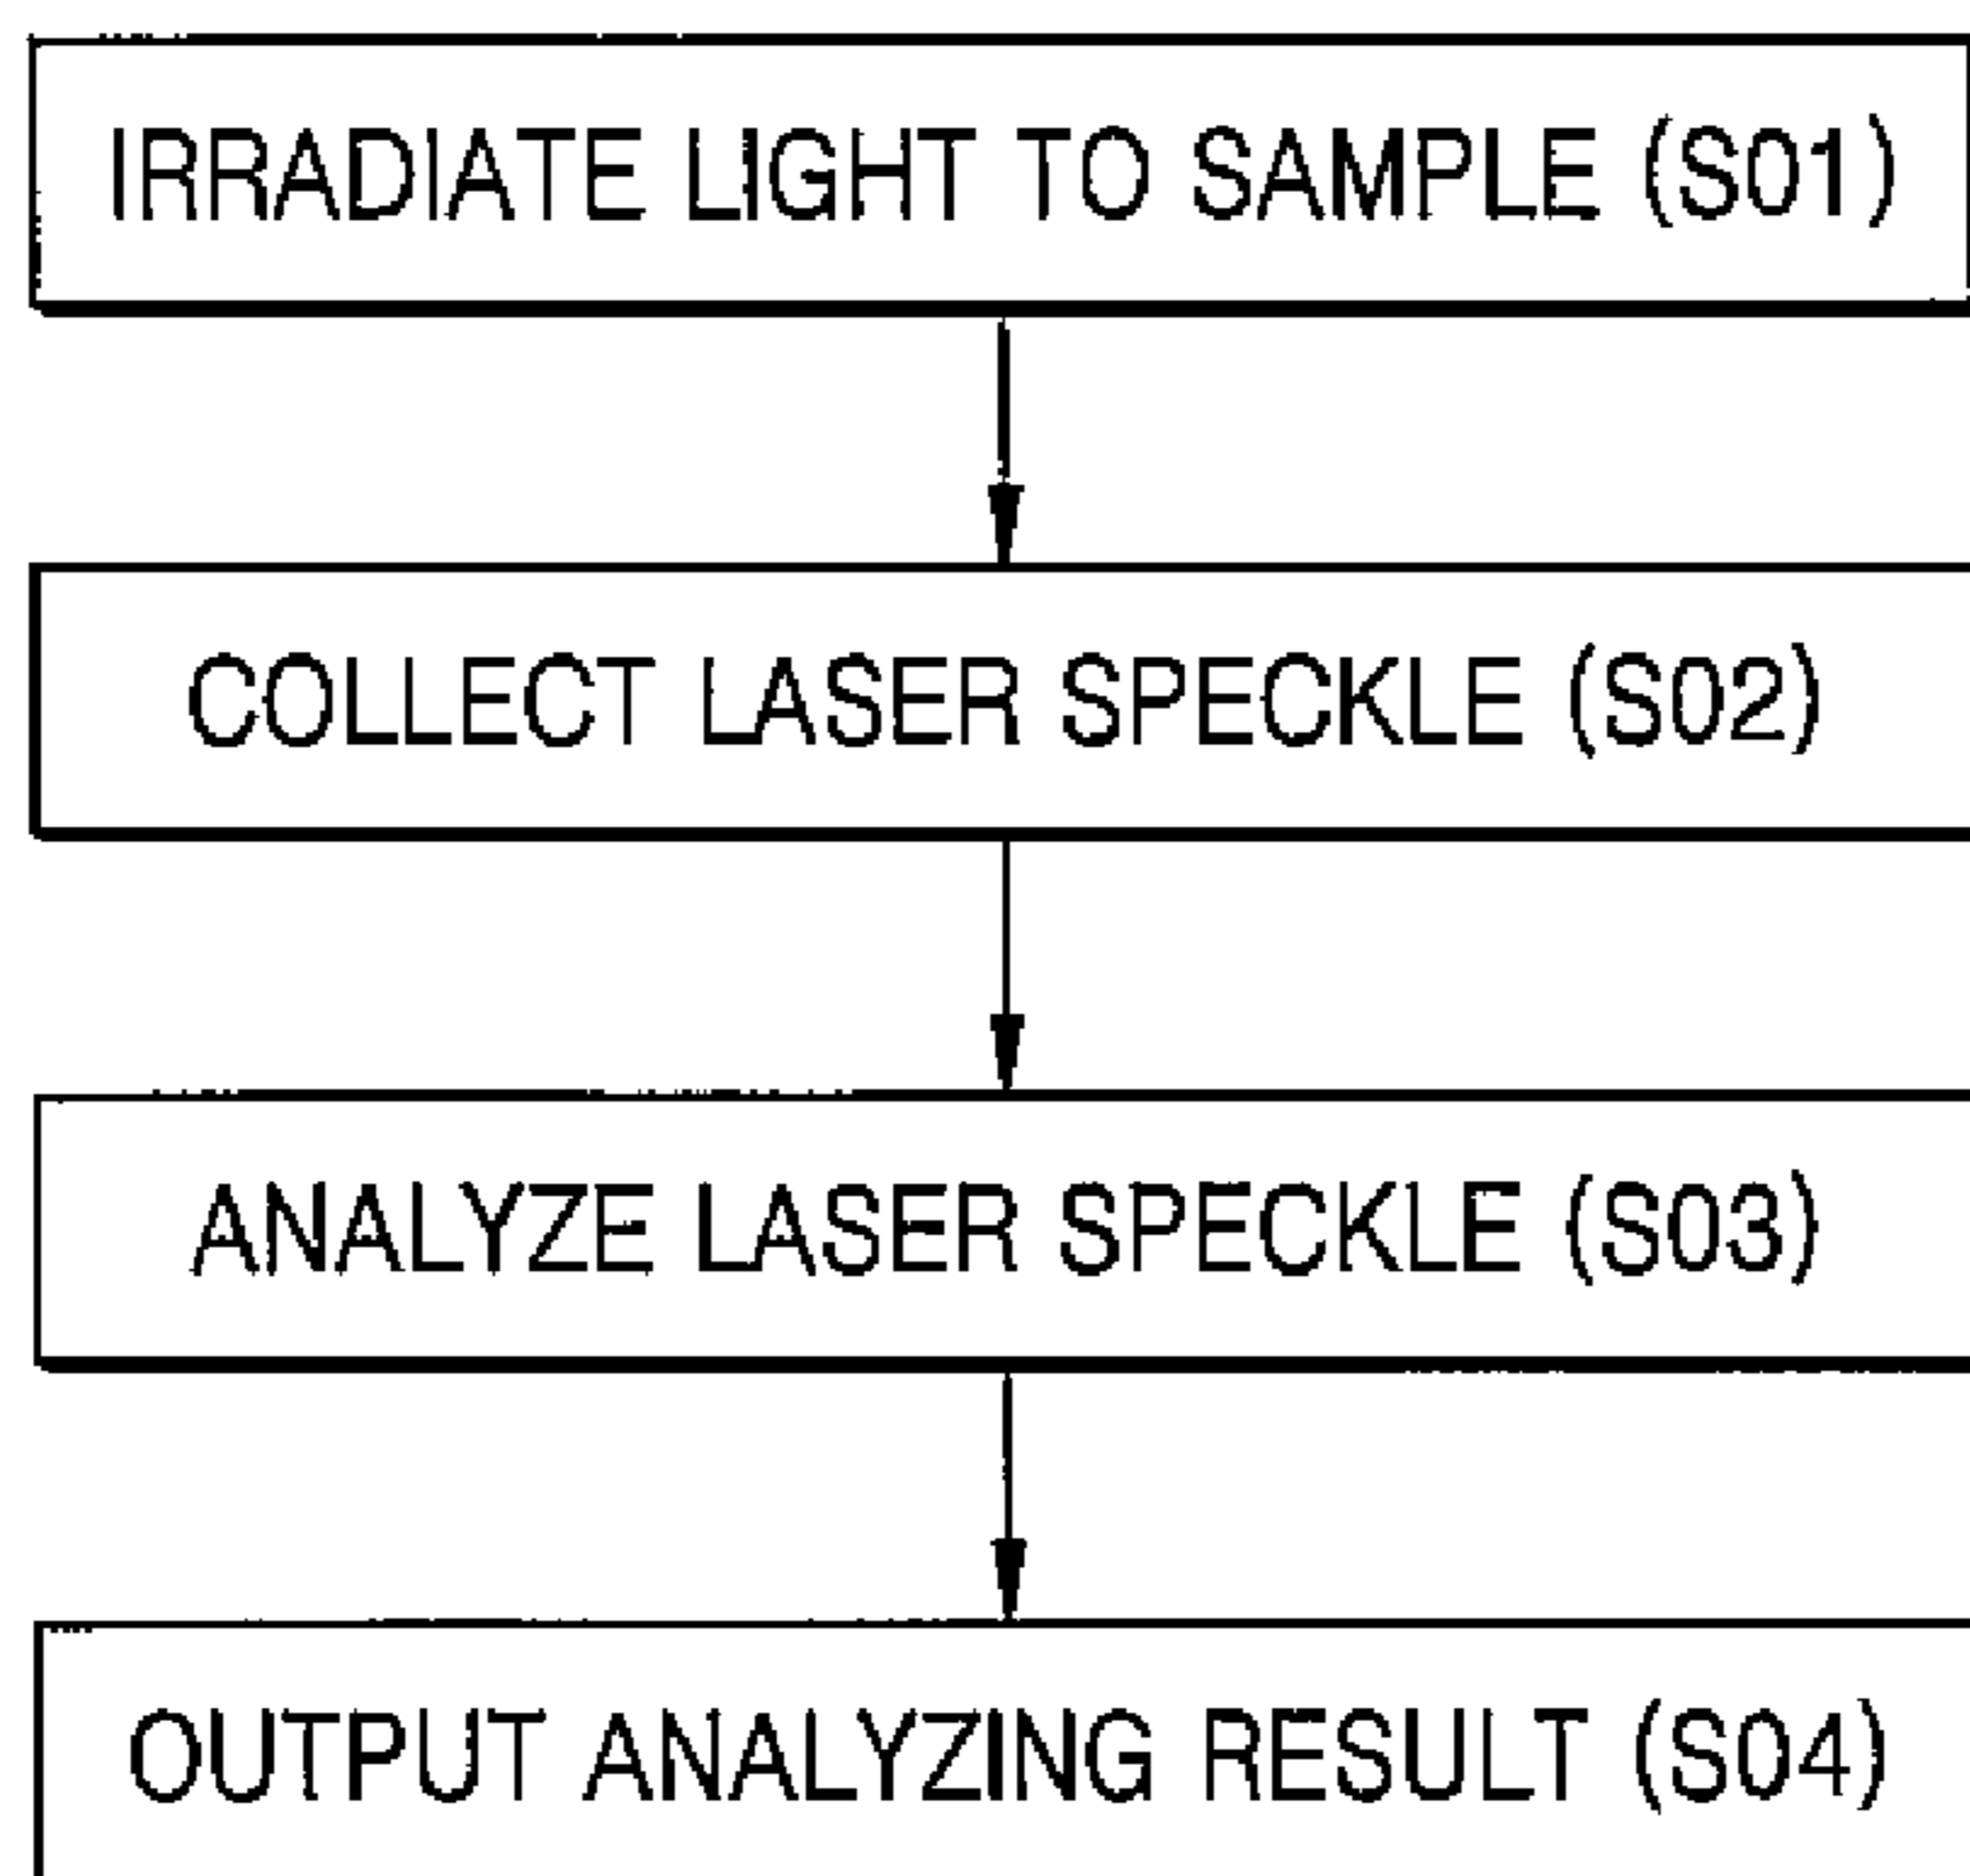 IRRADIATE LIGHT TO SAMPLE (S01)
COLLECT LASER SPECKLE (S02)
ANALYZE LASER SPECKLE (S03)
OUTPUT ANALYZING RESULT (S04)